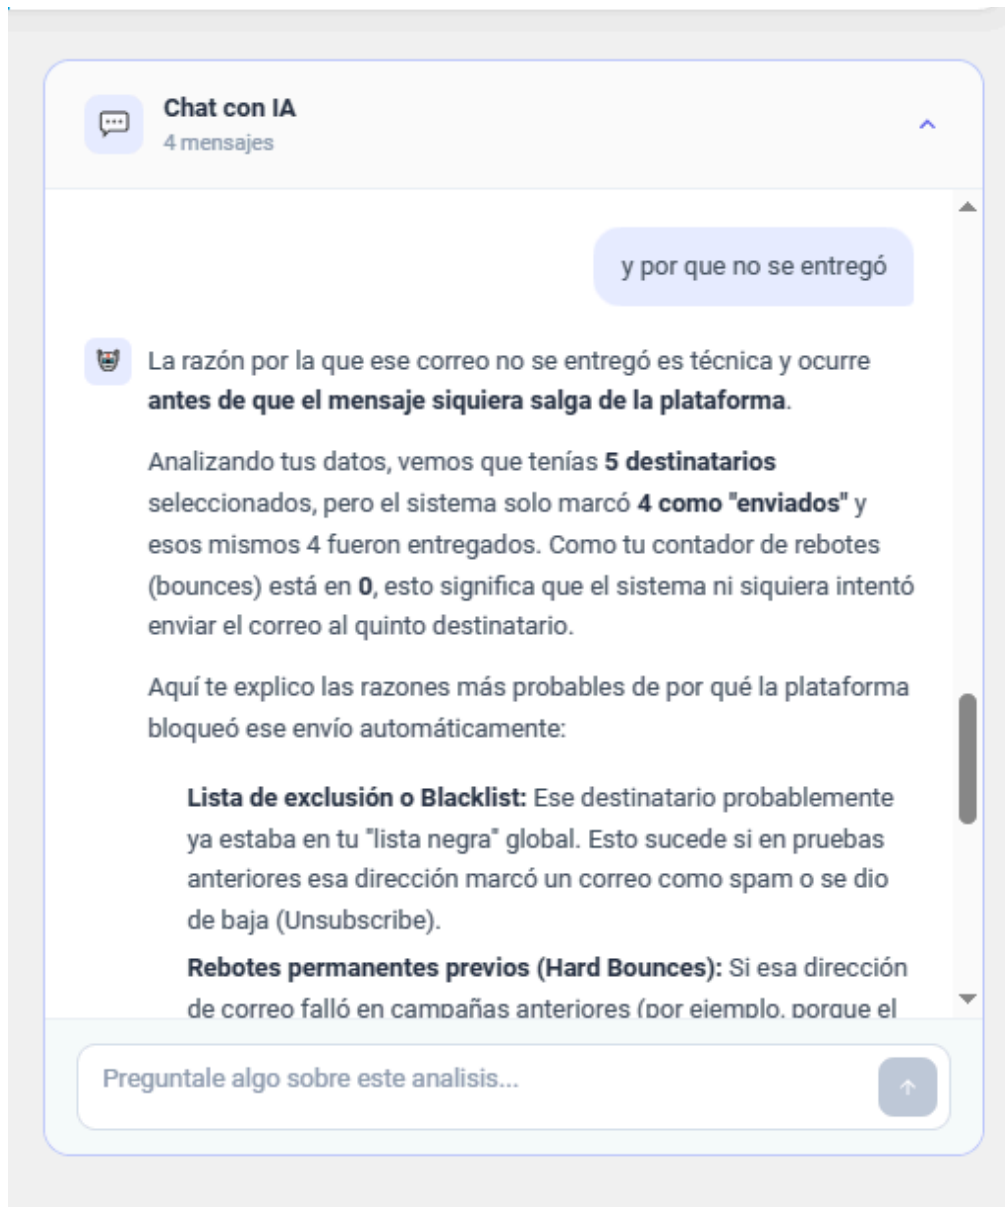 Chat con IA
4 mensajes
y por que no se entregó
La razón por la que ese correo no se entregó es técnica y ocurre
antes de que el mensaje siquiera salga de la plataforma.
Analizando tus datos, vemos que tenías 5 destinatarios
seleccionados, pero el sistema solo marcó 4 como "enviados" y
esos mismos 4 fueron entregados. Como tu contador de rebotes
(bounces) está en 0, esto significa que el sistema ni siquiera intentó
enviar el correo al quinto destinatario.
Aquí te explico las razones más probables de por qué la plataforma
bloqueó ese envío automáticamente:
Lista de exclusión o Blacklist: Ese destinatario probablemente
ya estaba en tu "lista negra" global. Esto sucede si en pruebas
anteriores esa dirección marcó un correo como spam o se dio
de baja (Unsubscribe).
Rebotes permanentes previos (Hard Bounces): Si esa dirección
de correo falló en campañas anteriores (por ejemplo, porque el
Preguntale algo sobre este analisis...